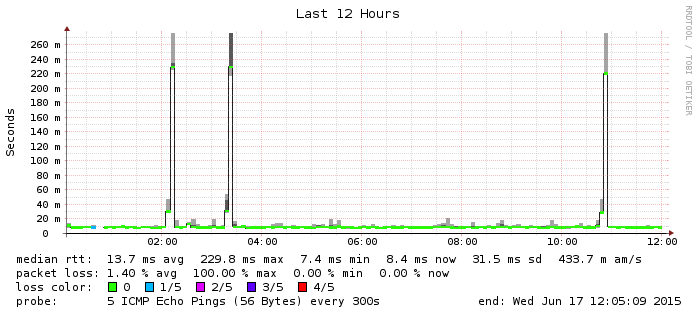 Last 12 Hours
RRDTOOL / TOBI OETIKER
Seconds
260 m
240 m
220 m
200 m
180 m
160 m
140 m
120 m
100 m
80 m
60 m
40 m
20 m
0
02:00 04:00 06:00 08:00 10:00 12:00
median rtt: 13.7 ms avg 229.8 ms max 7.4 ms min 8.4 ms now 31.5 ms sd 433.7 m am/s
packet loss: 1.40 % avg 100.00 % max 0.00 % min 0.00 % now
loss color: 0 1/5 2/5 3/5 4/5
probe: 5 ICMP Echo Pings (56 Bytes) every 300s end: Wed Jun 17 12:05:09 2015